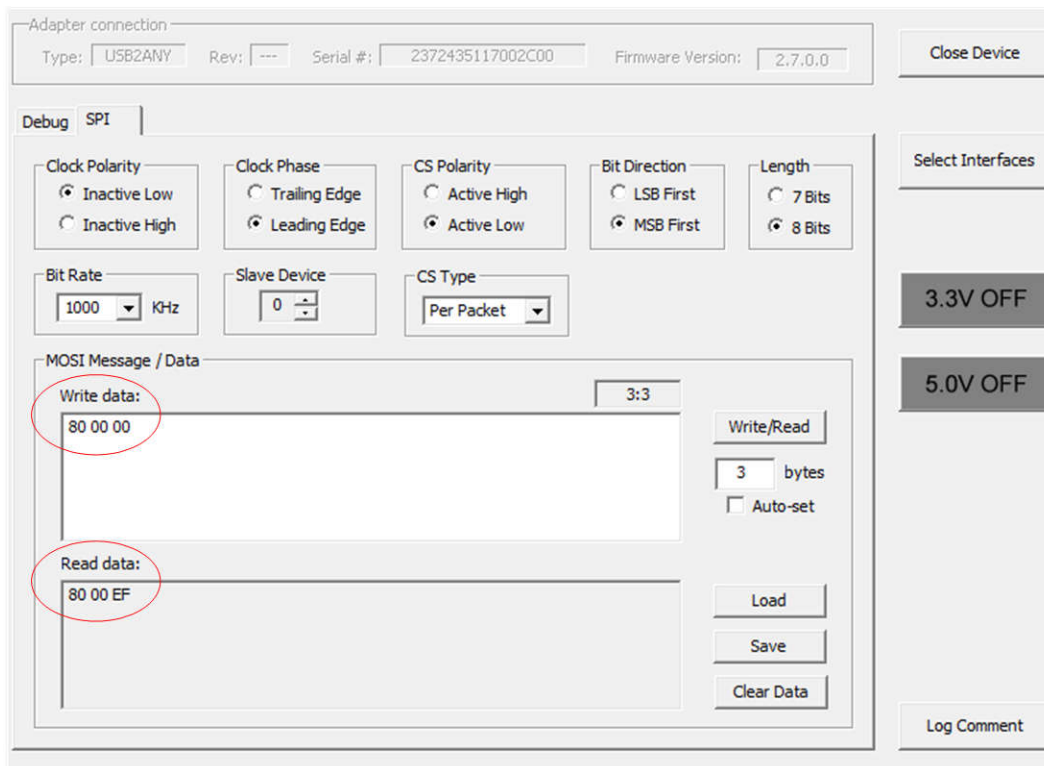 Adapter connection
Type: USB2ANY Rev: --- Serial #: 2372435117002C00 Firmware Version: 2.7.0.0
Close Device
Debug SPI
Select Interfaces
Clock Polarity Clock Phase CS Polarity Bit Direction Length
Inactive Low Trailing Edge Active High LSB First 7 Bits
Inactive High Leading Edge Active Low MSB First 8 Bits
Bit Rate Slave Device CS Type
1000 KHz 0 Per Packet
3.3V OFF
5.0V OFF
MOSI Message / Data
Write data: 3:3
80 00 00
Write/Read
3 bytes
Auto-set
Read data:
80 00 EF
Load
Save
Clear Data
Log Comment